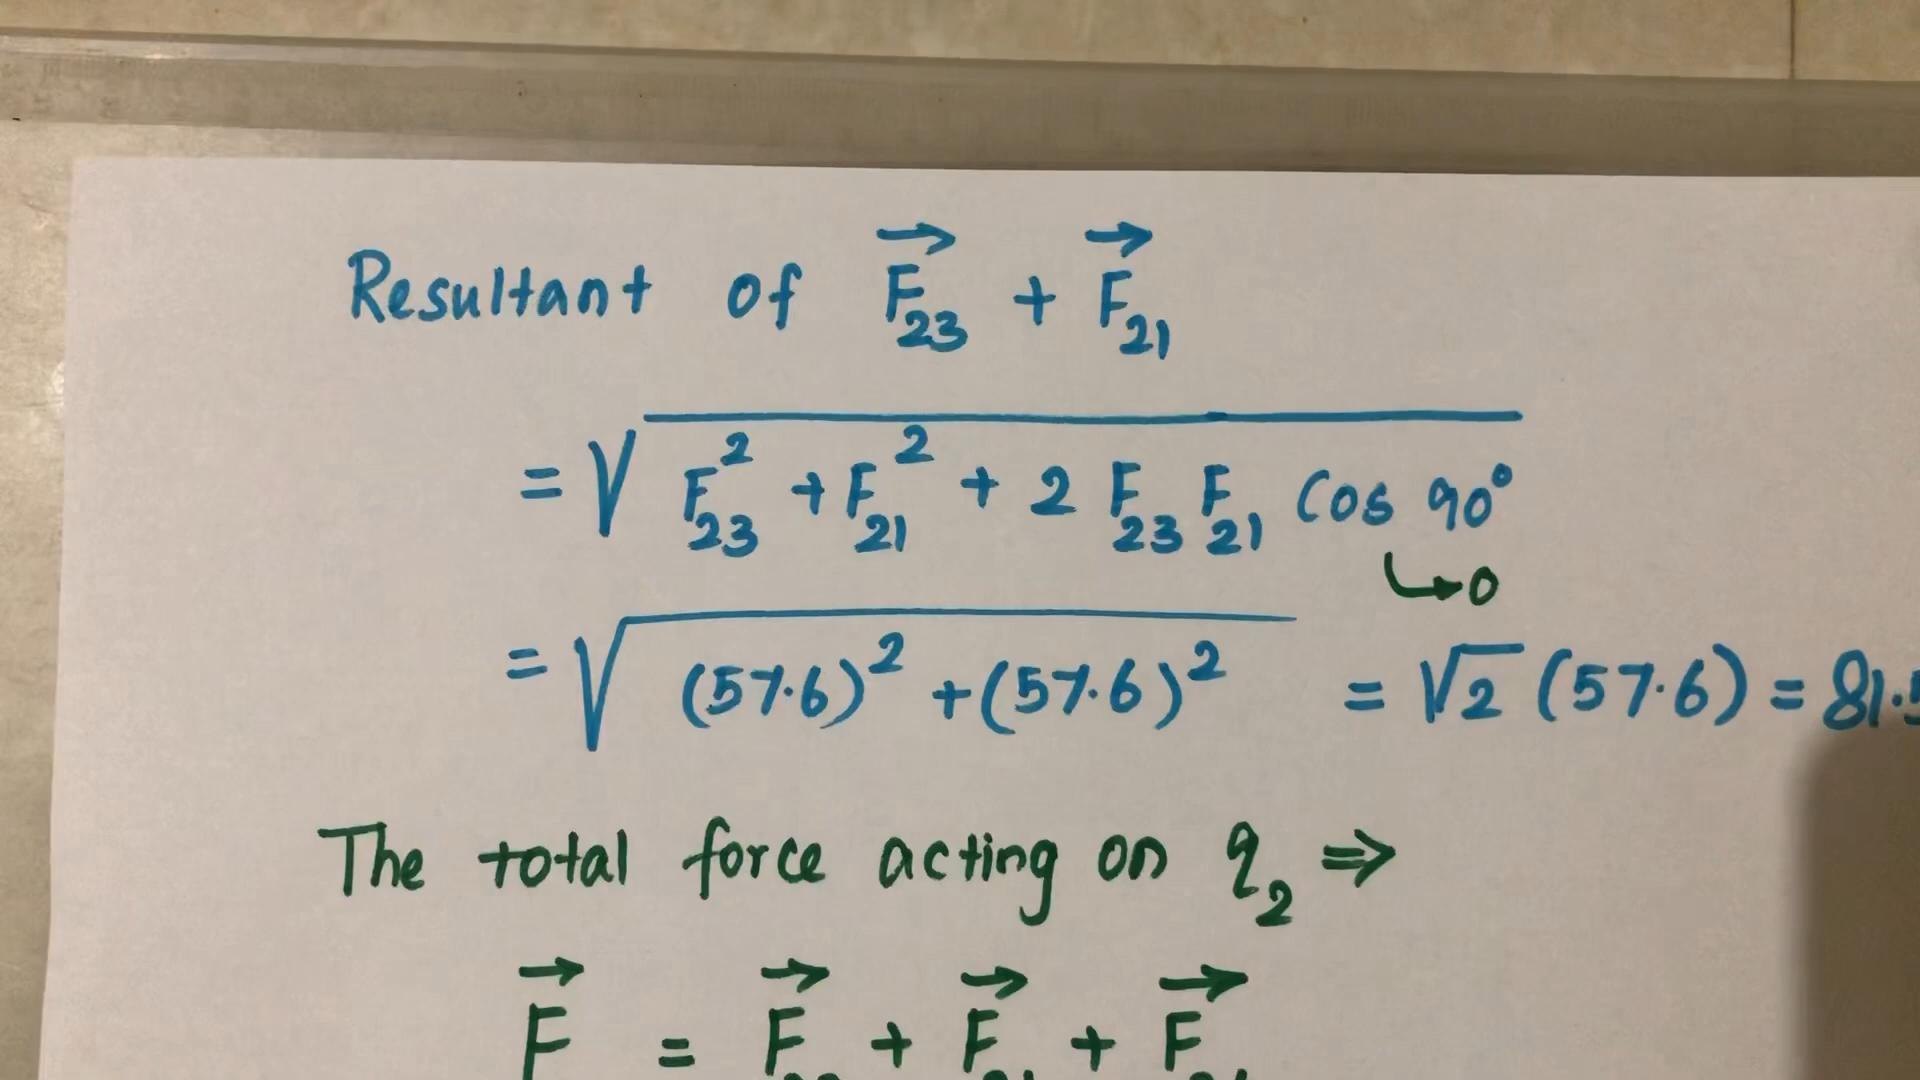 Resultant of F⃗₂₃ + F⃗₂₁
= √(F₂₃² + F₂₁² + 2 F₂₃ F₂₁ Cos 90°)
↳ 0
= √((57.6)² + (57.6)²) = √2 (57.6) = 81.5
The total force acting on q₂ ⇒
F⃗ = F⃗ + F⃗ + F⃗